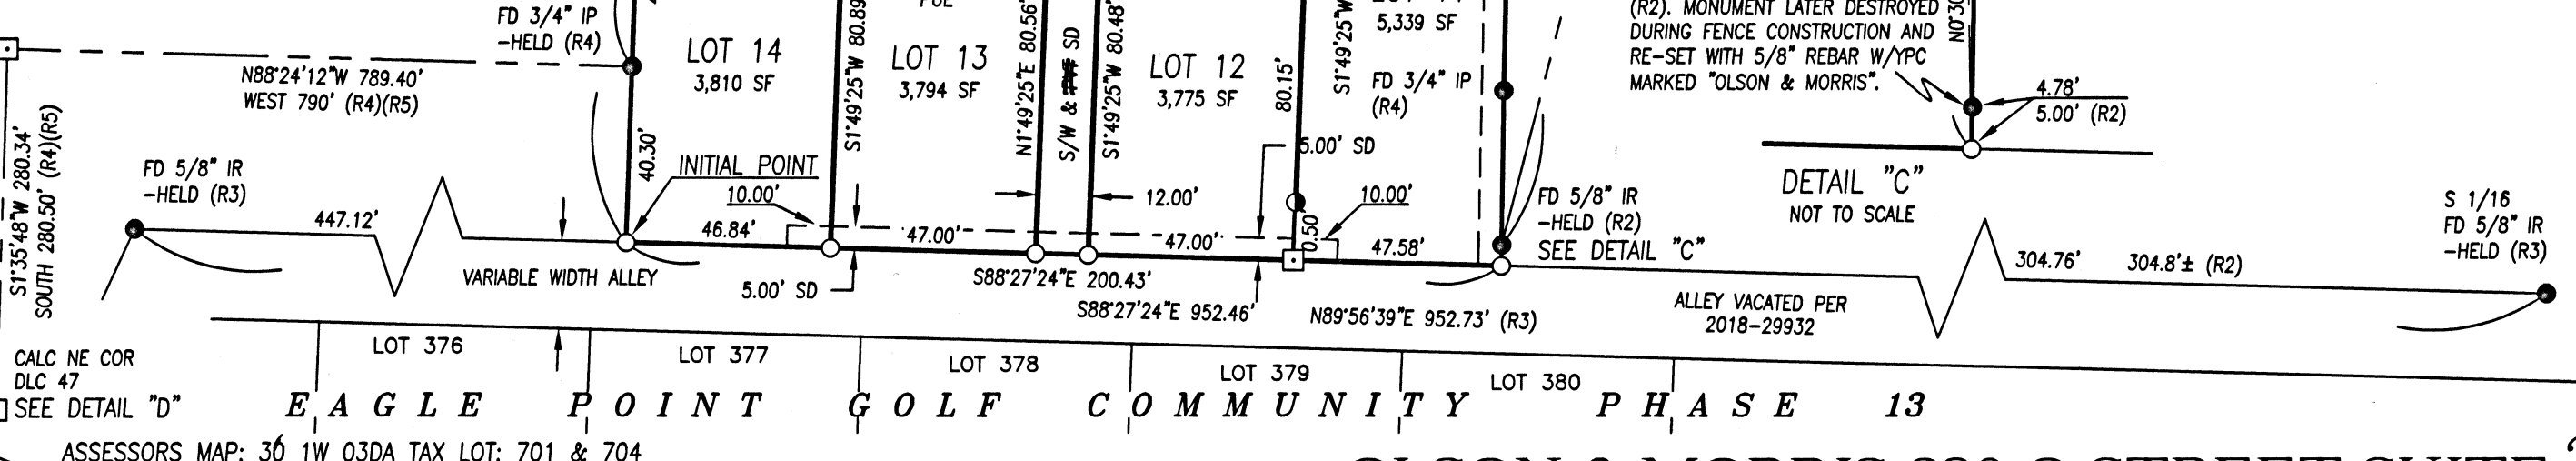 FD 3/4" IP
-HELD (R4)
N88°24'12"W 789.40'
WEST 790' (R4)(R5)
S1°35'48"W 280.34'
SOUTH 280.50' (R4)(R5)
FD 5/8" IR
-HELD (R3)
447.12'
40.30'
INITIAL POINT
10.00'
46.84'
VARIABLE WIDTH ALLEY
5.00' SD
LOT 14
3,810 SF
S1°49'25"W 80.89
LOT 13
3,794 SF
N1°49'25"E 80.56'
S/W & SD
S1°49'25"W 80.48'
LOT 12
3,775 SF
80.15'
S1°49'25"W
5,339 SF
FD 3/4" IP
(R4)
5.00' SD
12.00'
10.00'
47.00'
47.00'
0.50'
47.58'
S88°27'24"E 200.43'
S88°27'24"E 952.46'
N89°56'39"E 952.73' (R3)
FD 5/8" IR
-HELD (R2)
SEE DETAIL "C"
(R2). MONUMENT LATER DESTROYED
DURING FENCE CONSTRUCTION AND
RE-SET WITH 5/8" REBAR W/YPC
MARKED "OLSON & MORRIS".
N0°30
4.78'
5.00' (R2)
DETAIL "C"
NOT TO SCALE
S 1/16
FD 5/8" IR
-HELD (R3)
304.76'
304.8'± (R2)
ALLEY VACATED PER
2018-29932
CALC NE COR
DLC 47
SEE DETAIL "D"
LOT 376
LOT 377
LOT 378
LOT 379
LOT 380
EAGLE POINT GOLF COMMUNITY PHASE 13
ASSESSORS MAP: 36 1W 03DA TAX LOT: 701 & 704